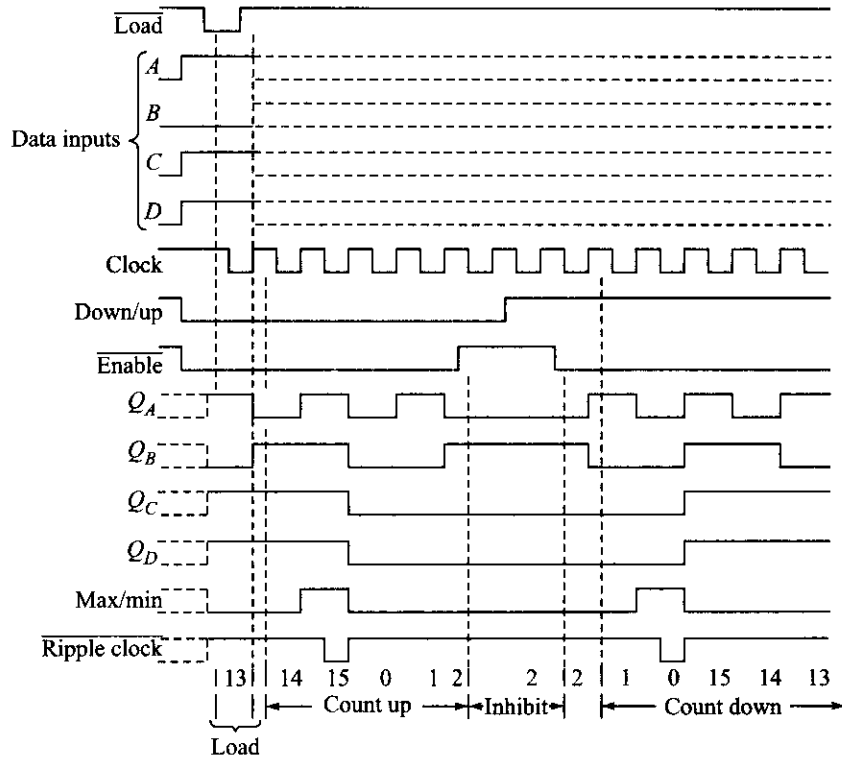 Load
A
B
Data inputs
C
D
Clock
Down/up
Enable
Q_A
Q_B
Q_C
Q_D
Max/min
Ripple clock
13 14 15 0 1 2 2 2 1 0 15 14 13
Count up Inhibit Count down
Load